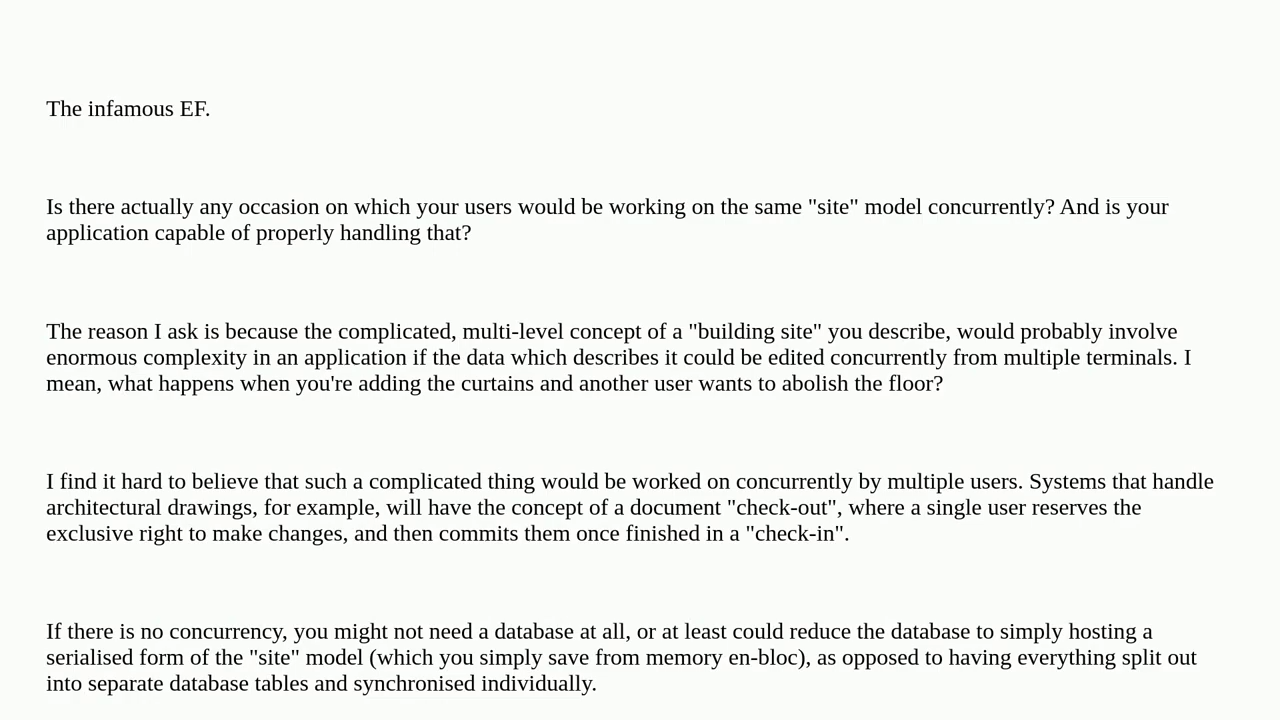 The infamous EF.
Is there actually any occasion on which your users would be working on the same "site" model concurrently? And is your
application capable of properly handling that?
The reason I ask is because the complicated, multi-level concept of a "building site" you describe, would probably involve
enormous complexity in an application if the data which describes it could be edited concurrently from multiple terminals. I
mean, what happens when you're adding the curtains and another user wants to abolish the floor?
I find it hard to believe that such a complicated thing would be worked on concurrently by multiple users. Systems that handle
architectural drawings, for example, will have the concept of a document "check-out", where a single user reserves the
exclusive right to make changes, and then commits them once finished in a "check-in".
If there is no concurrency, you might not need a database at all, or at least could reduce the database to simply hosting a
serialised form of the "site" model (which you simply save from memory en-bloc), as opposed to having everything split out
into separate database tables and synchronised individually.